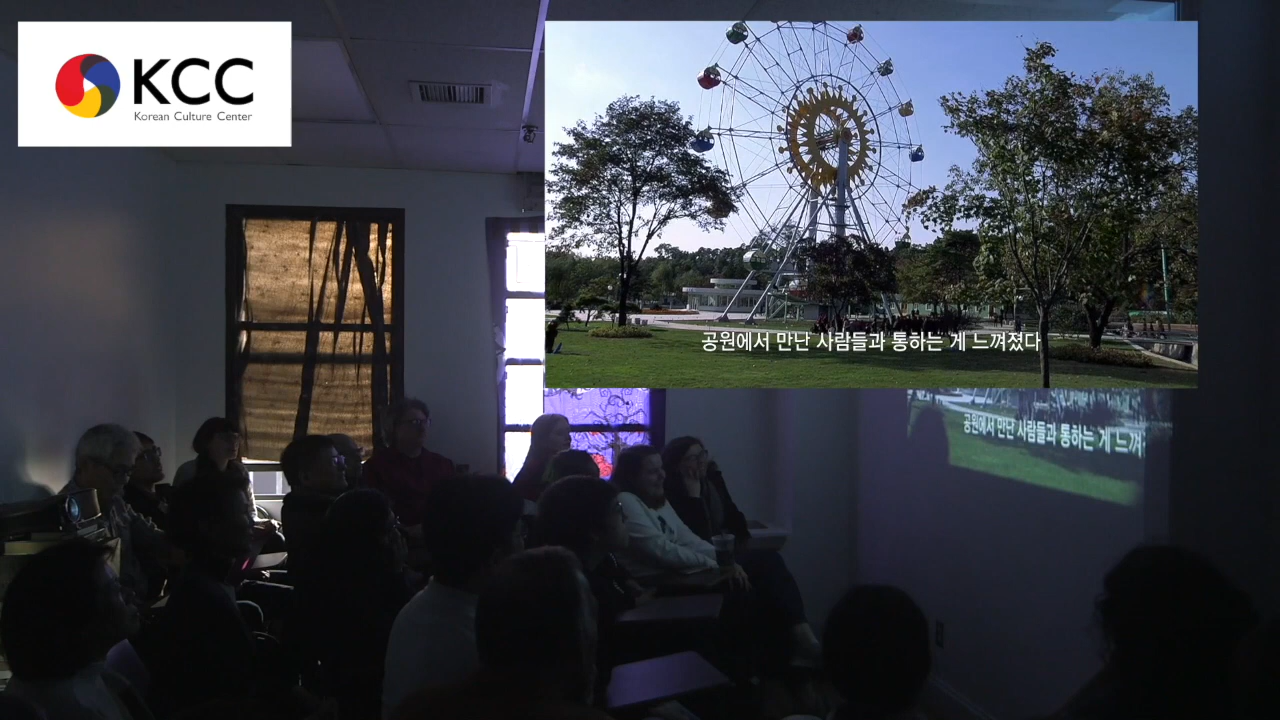 KCC
Korean Culture Center
공원에서 만난 사람들과 통하는 게 느껴졌다
공원에서 만난 사람들과 통하는 게 느껴